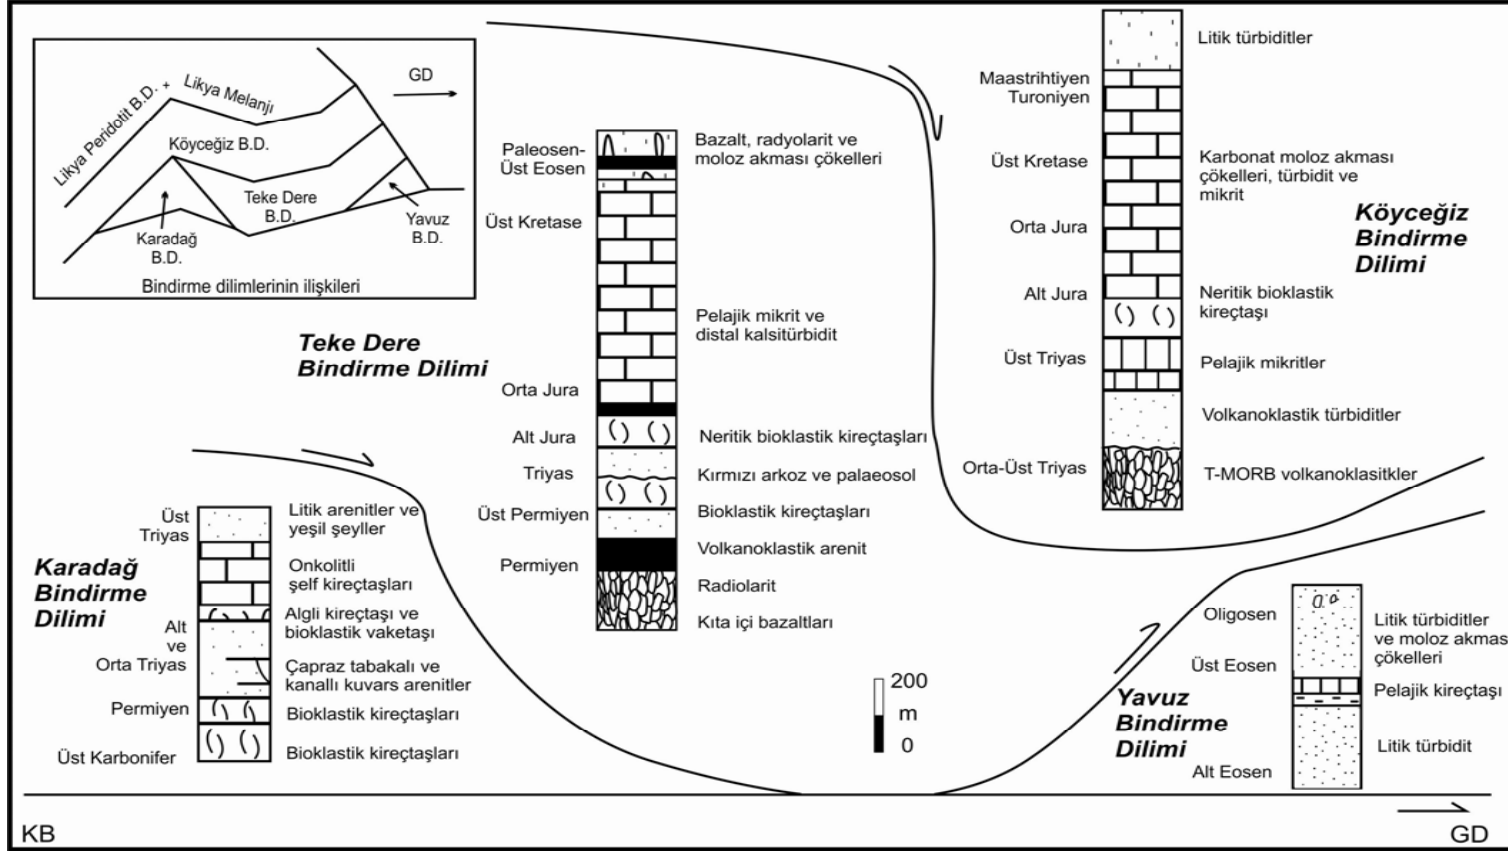 GD
Likya Peridotit B.D. + Likya Melanjı
Köyceğiz B.D.
Teke Dere
B.D.
Yavuz
B.D.
Karadağ
B.D.
Bindirme dilimlerinin ilişkileri
Teke Dere
Bindirme Dilimi
Paleosen-
Üst Eosen
Üst Kretase
Orta Jura
Alt Jura
Triyas
Üst Permiyen
Permiyen
Bazalt, radyolarit ve
moloz akması çökelleri
Pelajik mikrit ve
distal kalsitürbidit
Neritik bioklastik kireçtaşları
Kırmızı arkoz ve palaeosol
Bioklastik kireçtaşları
Volkanoklastik arenit
Radiolarit
Kıta içi bazaltları
Köyceğiz
Bindirme
Dilimi
Maastrihtiyen
Turoniyen
Üst Kretase
Orta Jura
Alt Jura
Üst Triyas
Orta-Üst Triyas
Litik türbiditler
Karbonat moloz akması
çökelleri, türbidit ve
mikrit
Neritik bioklastik
kireçtaşı
Pelajik mikritler
Volkanoklastik türbiditler
T-MORB volkanoklasitkler
Karadağ
Bindirme
Dilimi
Üst
Triyas
Alt
ve
Orta Triyas
Permiyen
Üst Karbonifer
Litik arenitler ve
yeşil şeyller
Onkolitli
şelf kireçtaşları
Algli kireçtaşı ve
bioklastik vaketaşı
Çapraz tabakalı ve
kanallı kuvars arenitler
Bioklastik kireçtaşları
Bioklastik kireçtaşları
200
m
0
Yavuz
Bindirme
Dilimi
Oligosen
Üst Eosen
Alt Eosen
Litik türbiditler
ve moloz akması
çökelleri
Pelajik kireçtaşı
Litik türbidit
KB
GD